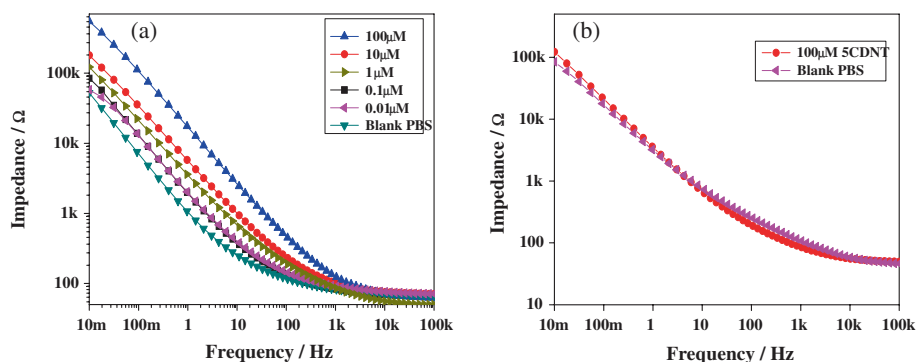 (a)
100µM
10µM
1µM
0.1µM
0.01µM
Blank PBS
Impedance / Ω
100k
10k
1k
100
10m 100m 1 10 100 1k 10k 100k
Frequency / Hz
(b)
100µM 5CDNT
Blank PBS
Impedance / Ω
100k
10k
1k
100
10
10m 100m 1 10 100 1k 10k 100k
Frequency / Hz